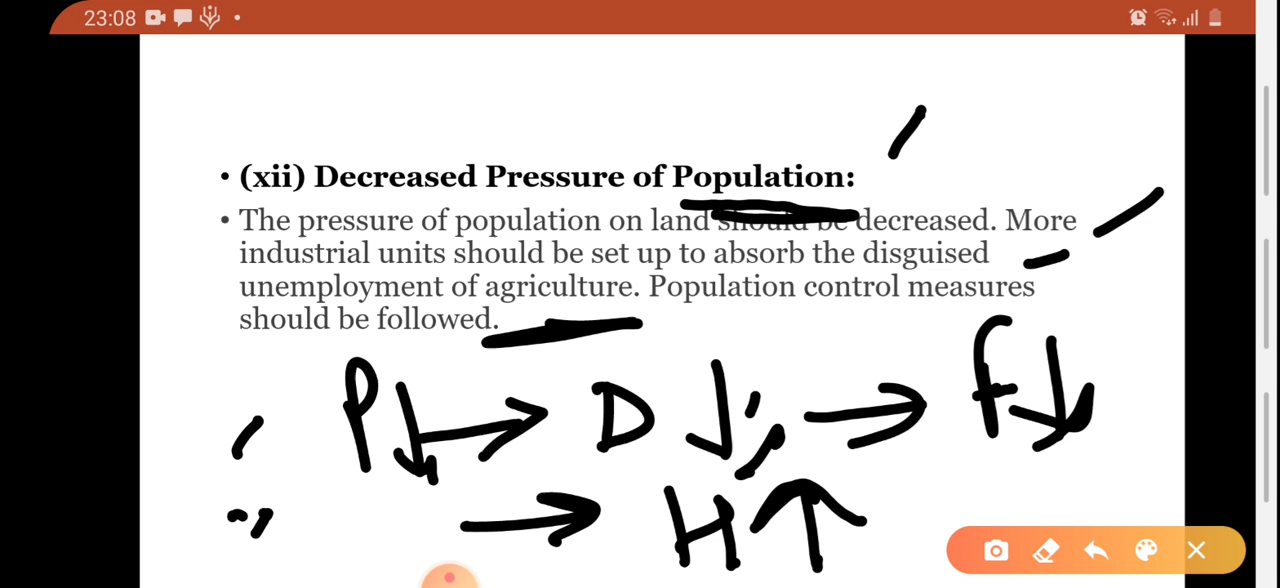 23:08
• (xii) Decreased Pressure of Population:
• The pressure of population on land should be decreased. More
industrial units should be set up to absorb the disguised
unemployment of agriculture. Population control measures
should be followed.
P↓ → D↓; → F↓
→ H↑